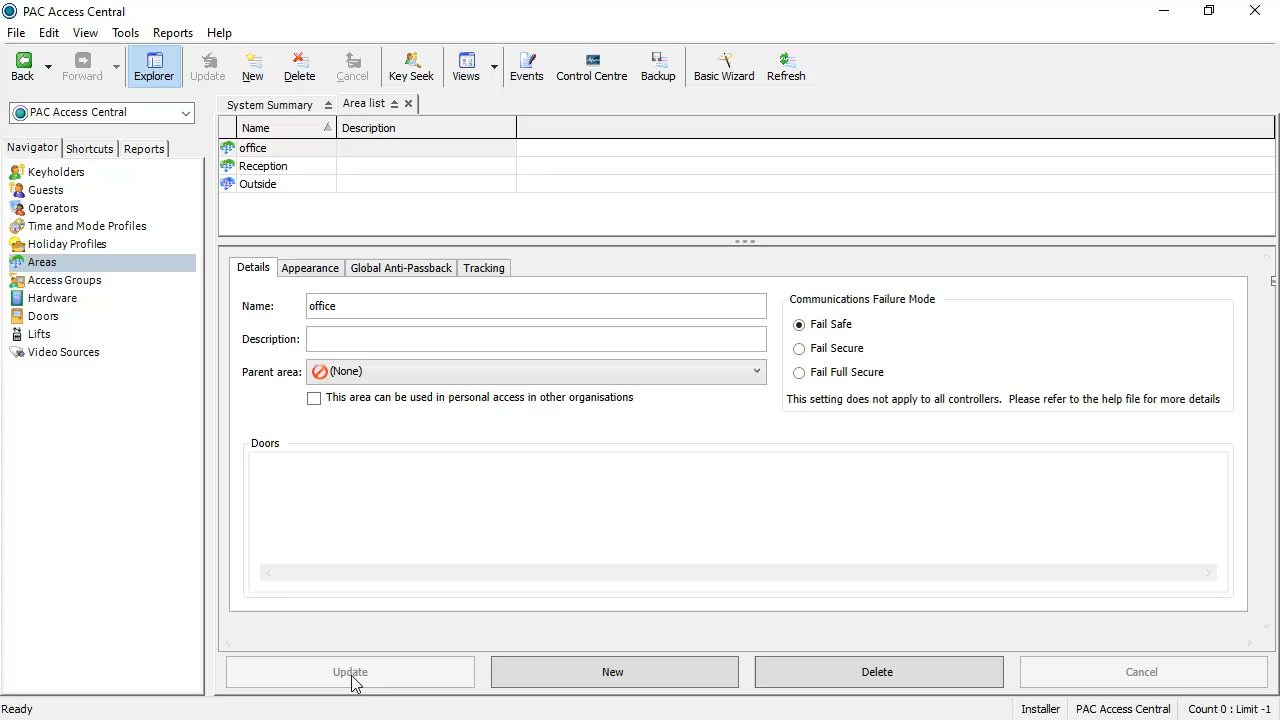 PAC Access Central
File Edit View Tools Reports Help
Back Forward Explorer Update New Delete Cancel Key Seek Views Events Control Centre Backup Basic Wizard Refresh
PAC Access Central
System Summary Area list
Navigator Shortcuts Reports
Keyholders
Guests
Operators
Time and Mode Profiles
Holiday Profiles
Areas
Access Groups
Hardware
Doors
Lifts
Video Sources
Name Description
office
Reception
Outside
Details Appearance Global Anti-Passback Tracking
Name: office
Description:
Parent area: (None)
This area can be used in personal access in other organisations
Communications Failure Mode
Fail Safe
Fail Secure
Fail Full Secure
This setting does not apply to all controllers. Please refer to the help file for more details
Doors
Update New Delete Cancel
Ready Installer PAC Access Central Count 0 : Limit -1